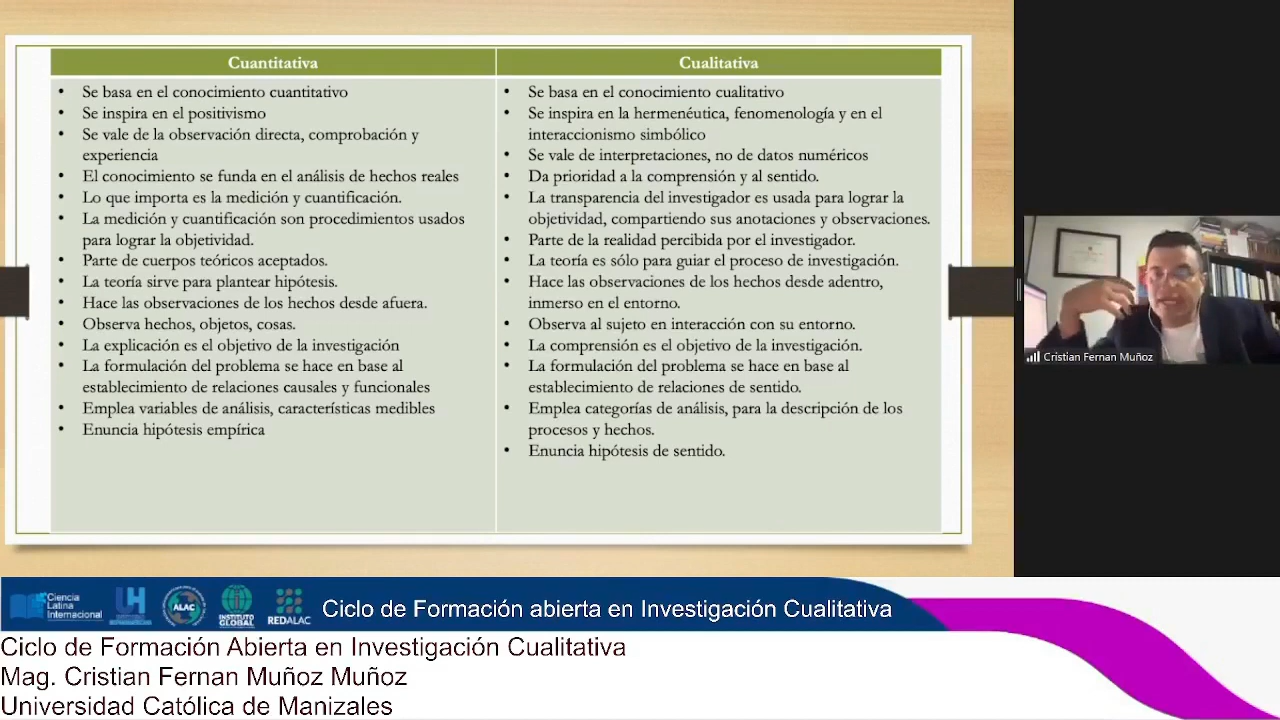 Cuantitativa
Se basa en el conocimiento cuantitativo
Se inspira en el positivismo
Se vale de la observación directa, comprobación y
experiencia
El conocimiento se funda en el análisis de hechos reales
Lo que importa es la medición y cuantificación.
La medición y cuantificación son procedimientos usados
para lograr la objetividad.
Parte de cuerpos teóricos aceptados.
La teoría sirve para plantear hipótesis.
Hace las observaciones de los hechos desde afuera.
Observa hechos, objetos, cosas.
La explicación es el objetivo de la investigación
La formulación del problema se hace en base al
establecimiento de relaciones causales y funcionales
Emplea variables de análisis, características medibles
Enuncia hipótesis empírica
Cualitativa
Se basa en el conocimiento cualitativo
Se inspira en la hermenéutica, fenomenología y en el
interaccionismo simbólico
Se vale de interpretaciones, no de datos numéricos
Da prioridad a la comprensión y al sentido.
La transparencia del investigador es usada para lograr la
objetividad, compartiendo sus anotaciones y observaciones.
Parte de la realidad percibida por el investigador.
La teoría es sólo para guiar el proceso de investigación.
Hace las observaciones de los hechos desde adentro,
inmerso en el entorno.
Observa al sujeto en interacción con su entorno.
La comprensión es el objetivo de la investigación.
La formulación del problema se hace en base al
establecimiento de relaciones de sentido.
Emplea categorías de análisis, para la descripción de los
procesos y hechos.
Enuncia hipótesis de sentido.
Cristian Fernan Muñoz
Ciencia
Latina
Internacional
UH
ALAC
INSTITUTO
GLOBAL
REDALAC
Ciclo de Formación abierta en Investigación Cualitativa
Ciclo de Formación Abierta en Investigación Cualitativa
Mag. Cristian Fernan Muñoz Muñoz
Universidad Católica de Manizales